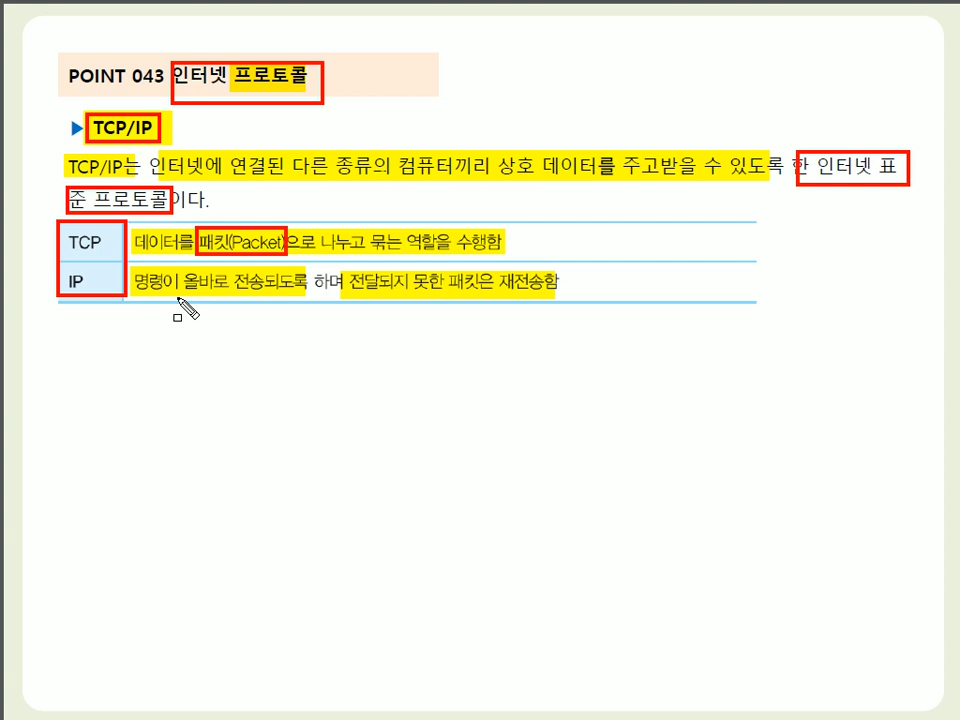 POINT 043 인터넷 프로토콜
▶ TCP/IP
TCP/IP는 인터넷에 연결된 다른 종류의 컴퓨터끼리 상호 데이터를 주고받을 수 있도록 한 인터넷 표
준 프로토콜이다.
TCP 데이터를 패킷(Packet)으로 나누고 묶는 역할을 수행함
IP 명령이 올바로 전송되도록 하며 전달되지 못한 패킷은 재전송함